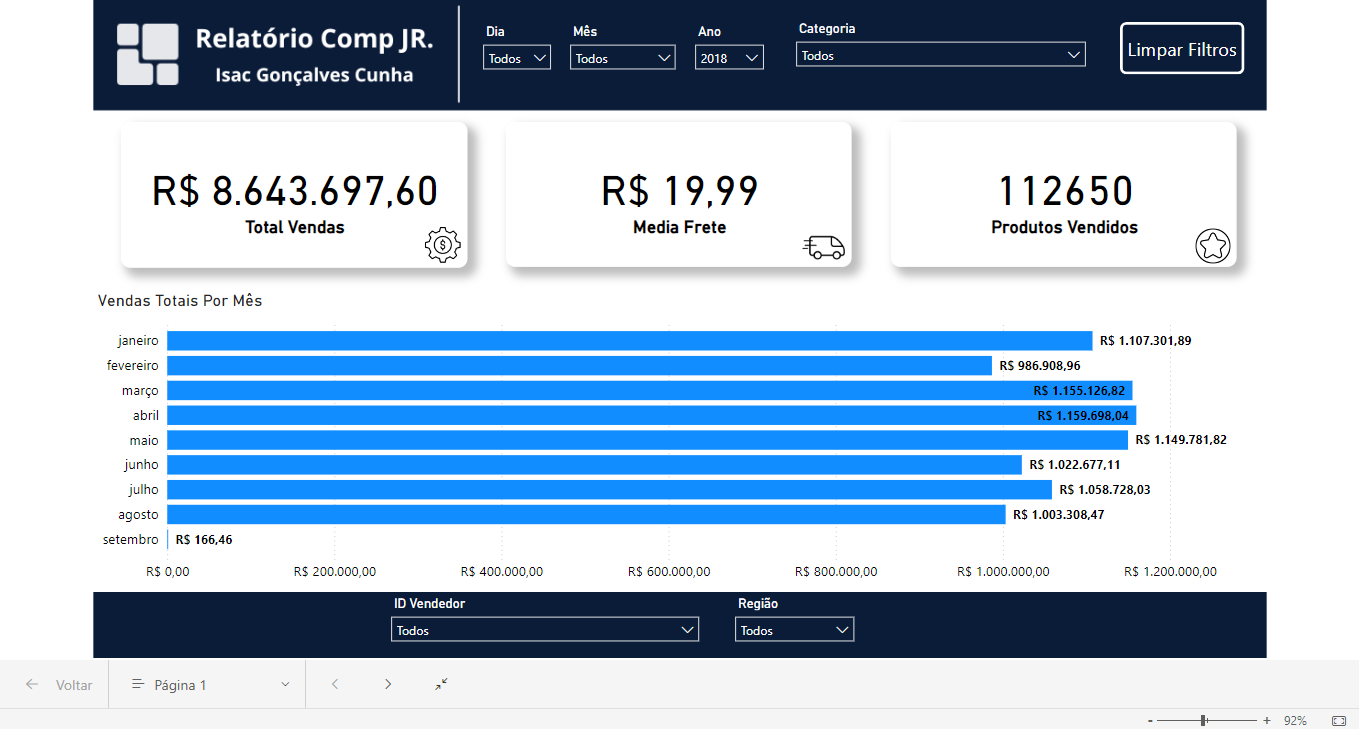 Relatório Comp JR.
Isac Gonçalves Cunha
Dia
Todos
Mês
Todos
Ano
2018
Categoria
Todos
Limpar Filtros
R$ 8.643.697,60
Total Vendas
$
R$ 19,99
Media Frete
112650
Produtos Vendidos
Vendas Totais Por Mês
janeiro R$ 1.107.301,89
fevereiro R$ 986.908,96
março R$ 1.155.126,82
abril R$ 1.159.698,04
maio R$ 1.149.781,82
junho R$ 1.022.677,11
julho R$ 1.058.728,03
agosto R$ 1.003.308,47
setembro R$ 166,46
R$ 0,00 R$ 200.000,00 R$ 400.000,00 R$ 600.000,00 R$ 800.000,00 R$ 1.000.000,00 R$ 1.200.000,00
ID Vendedor
Todos
Região
Todos
Voltar
Página 1
- + 92%